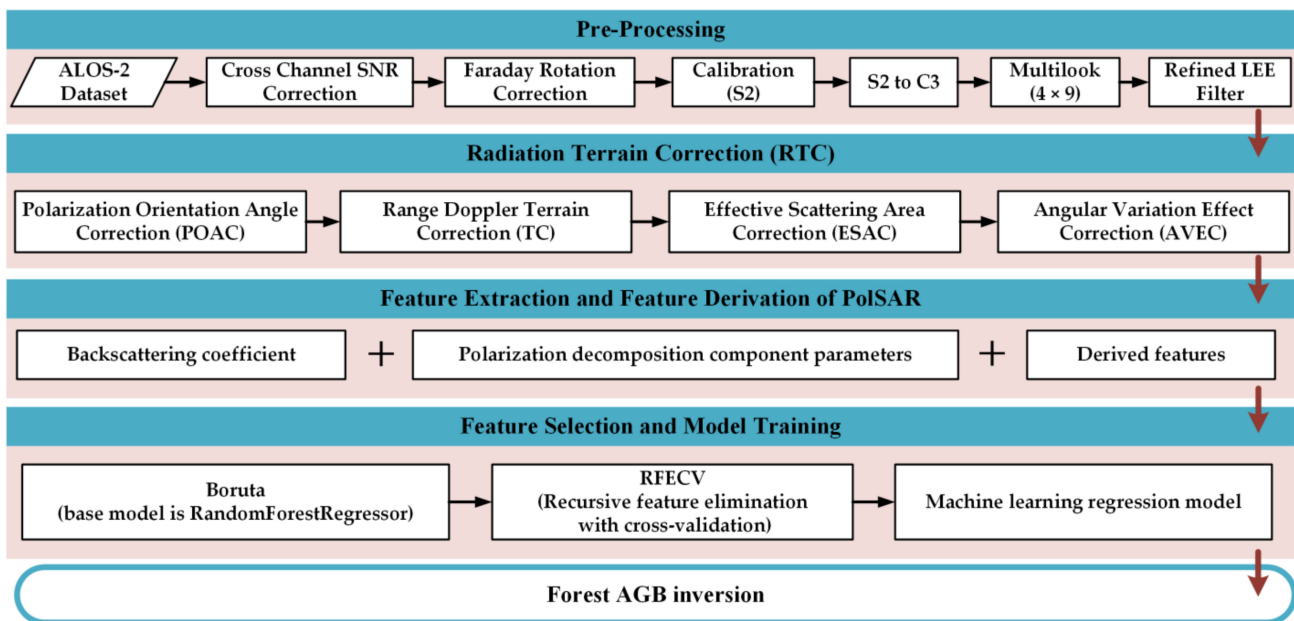 Pre-Processing
ALOS-2
Dataset
Cross Channel SNR
Correction
Faraday Rotation
Correction
Calibration
(S2)
S2 to C3
Multilook
(4 × 9)
Refined LEE
Filter
Radiation Terrain Correction (RTC)
Polarization Orientation Angle
Correction (POAC)
Range Doppler Terrain
Correction (TC)
Effective Scattering Area
Correction (ESAC)
Angular Variation Effect
Correction (AVEC)
Feature Extraction and Feature Derivation of PolSAR
Backscattering coefficient
+
Polarization decomposition component parameters
+
Derived features
Feature Selection and Model Training
Boruta
(base model is RandomForestRegressor)
RFECV
(Recursive feature elimination
with cross-validation)
Machine learning regression model
Forest AGB inversion